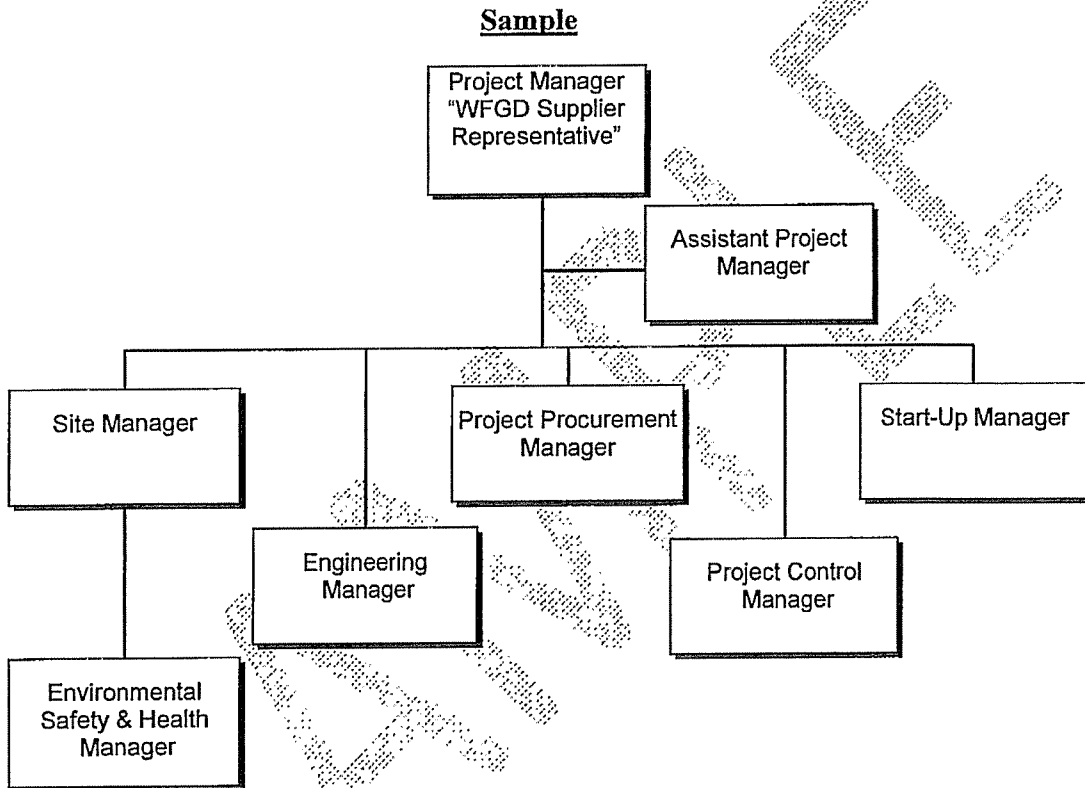 Sample
Project Manager
"WFGD Supplier
Representative"
Assistant Project
Manager
Site Manager
Project Procurement
Manager
Start-Up Manager
Engineering
Manager
Project Control
Manager
Environmental
Safety & Health
Manager